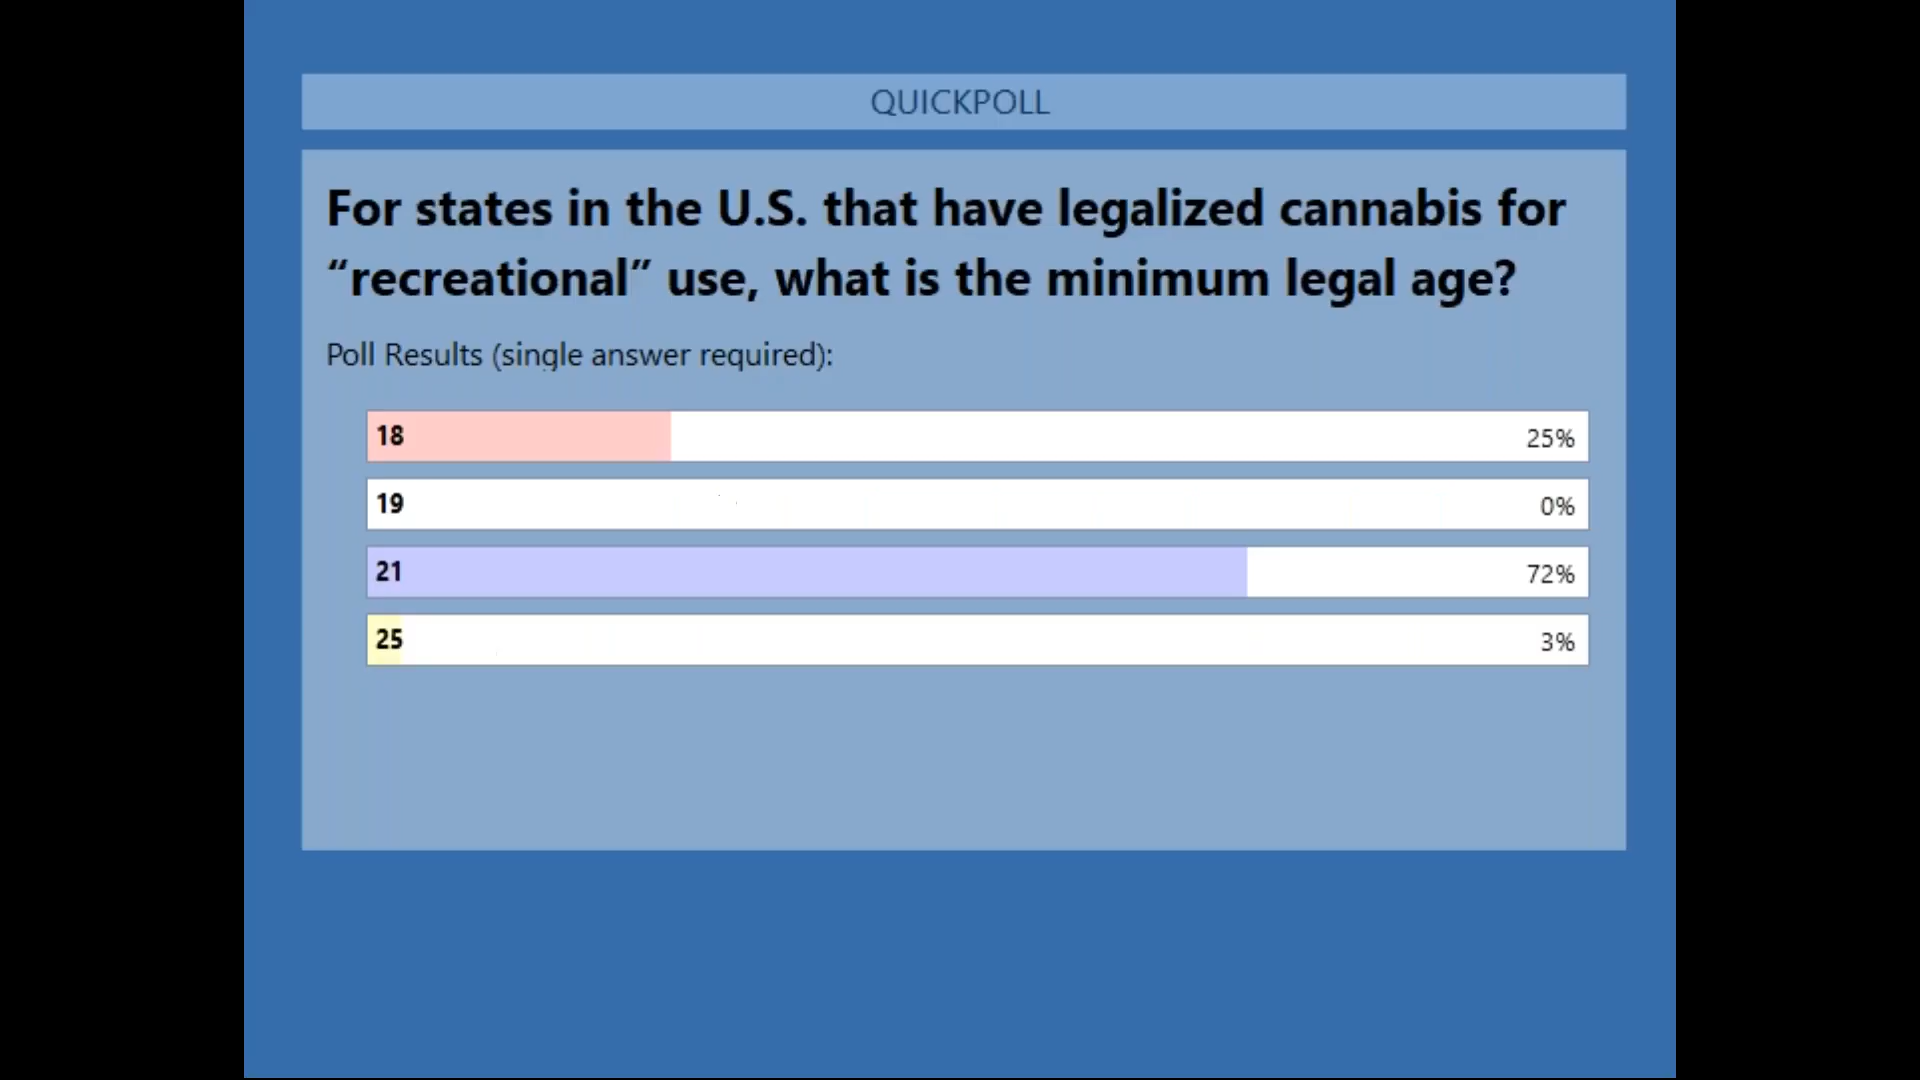 QUICKPOLL
For states in the U.S. that have legalized cannabis for
“recreational” use, what is the minimum legal age?
Poll Results (single answer required):
18 25%
19 0%
21 72%
25 3%